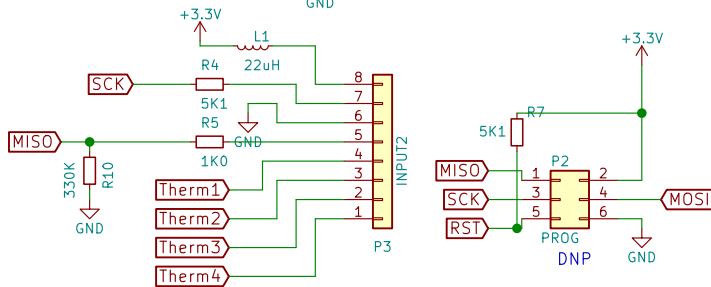 GND
+3.3V
L1
22uH
R4
SCK
5K1
R5
GND
MISO
1K0
330K
R10
GND
Therm1
Therm2
Therm3
Therm4
8
7
6
5
4
3
2
1
INPUT2
P3
+3.3V
R7
5K1
P2
MISO
1
2
SCK
3
4
MOSI
RST
5
6
PROG
DNP
GND